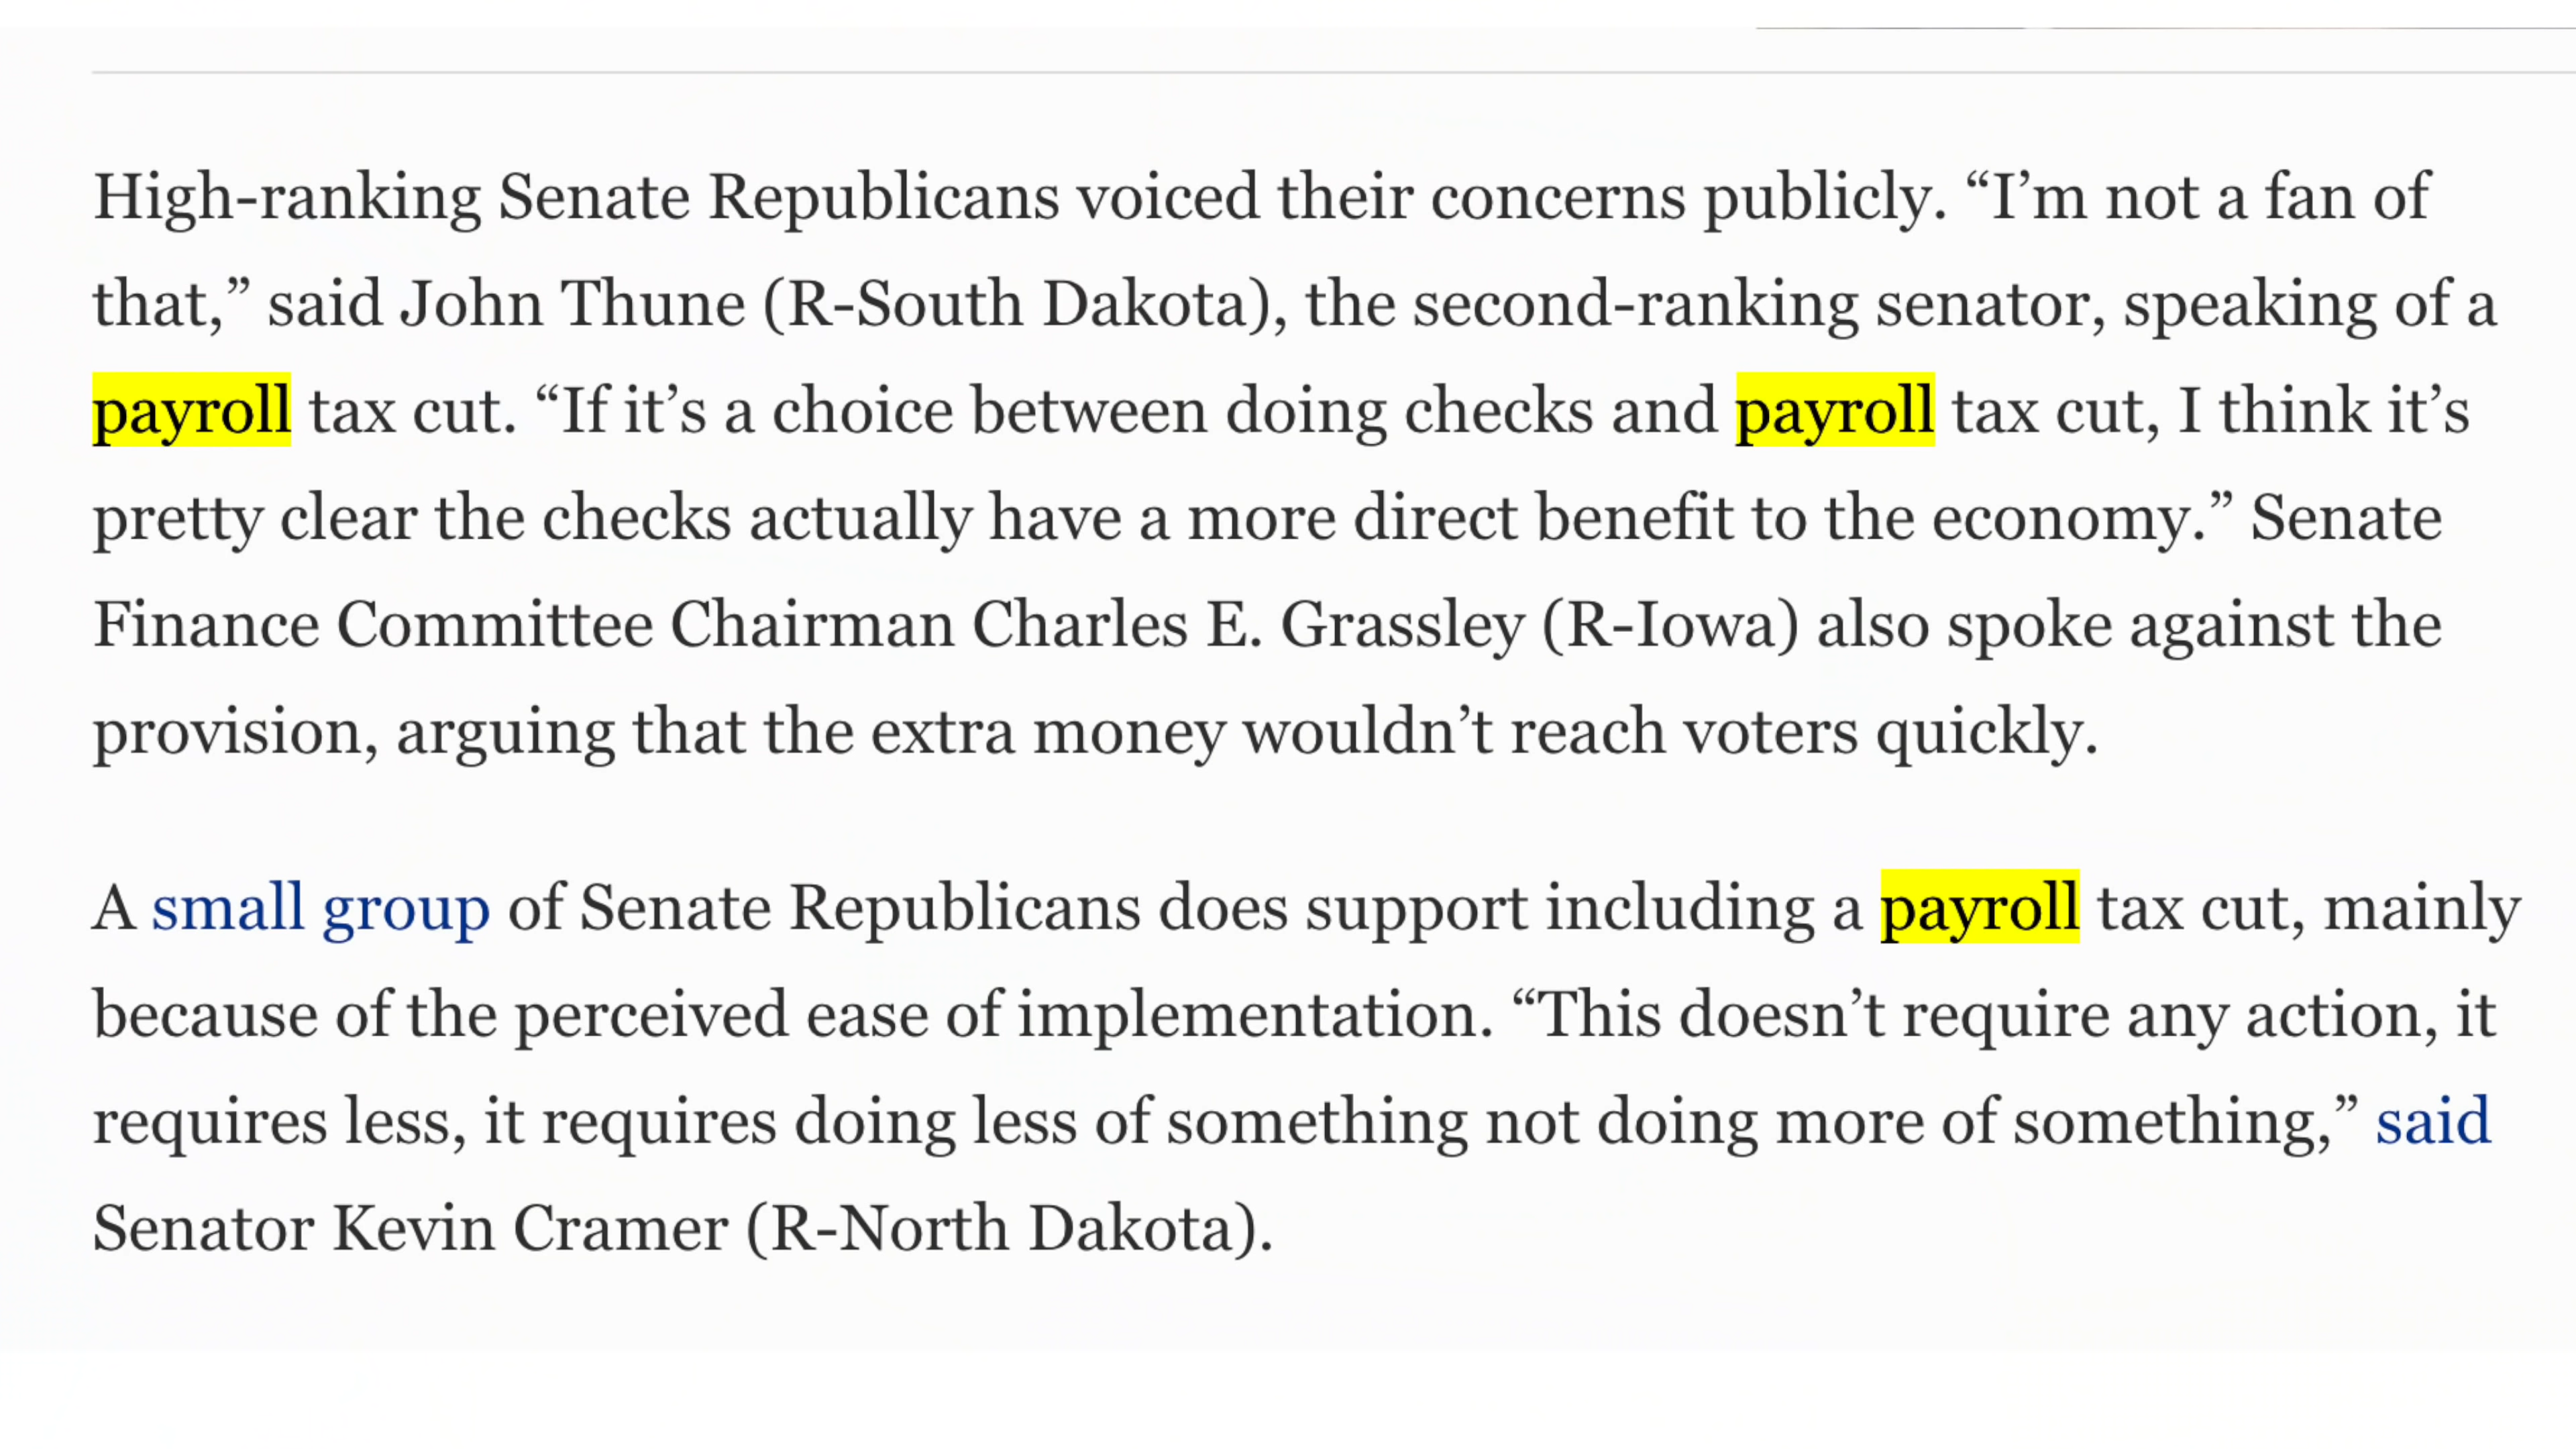 High-ranking Senate Republicans voiced their concerns publicly. “I’m not a fan of
that,” said John Thune (R-South Dakota), the second-ranking senator, speaking of a
payroll tax cut. “If it’s a choice between doing checks and payroll tax cut, I think it’s
pretty clear the checks actually have a more direct benefit to the economy.” Senate
Finance Committee Chairman Charles E. Grassley (R-Iowa) also spoke against the
provision, arguing that the extra money wouldn’t reach voters quickly.
A small group of Senate Republicans does support including a payroll tax cut, mainly
because of the perceived ease of implementation. “This doesn’t require any action, it
requires less, it requires doing less of something not doing more of something,” said
Senator Kevin Cramer (R-North Dakota).